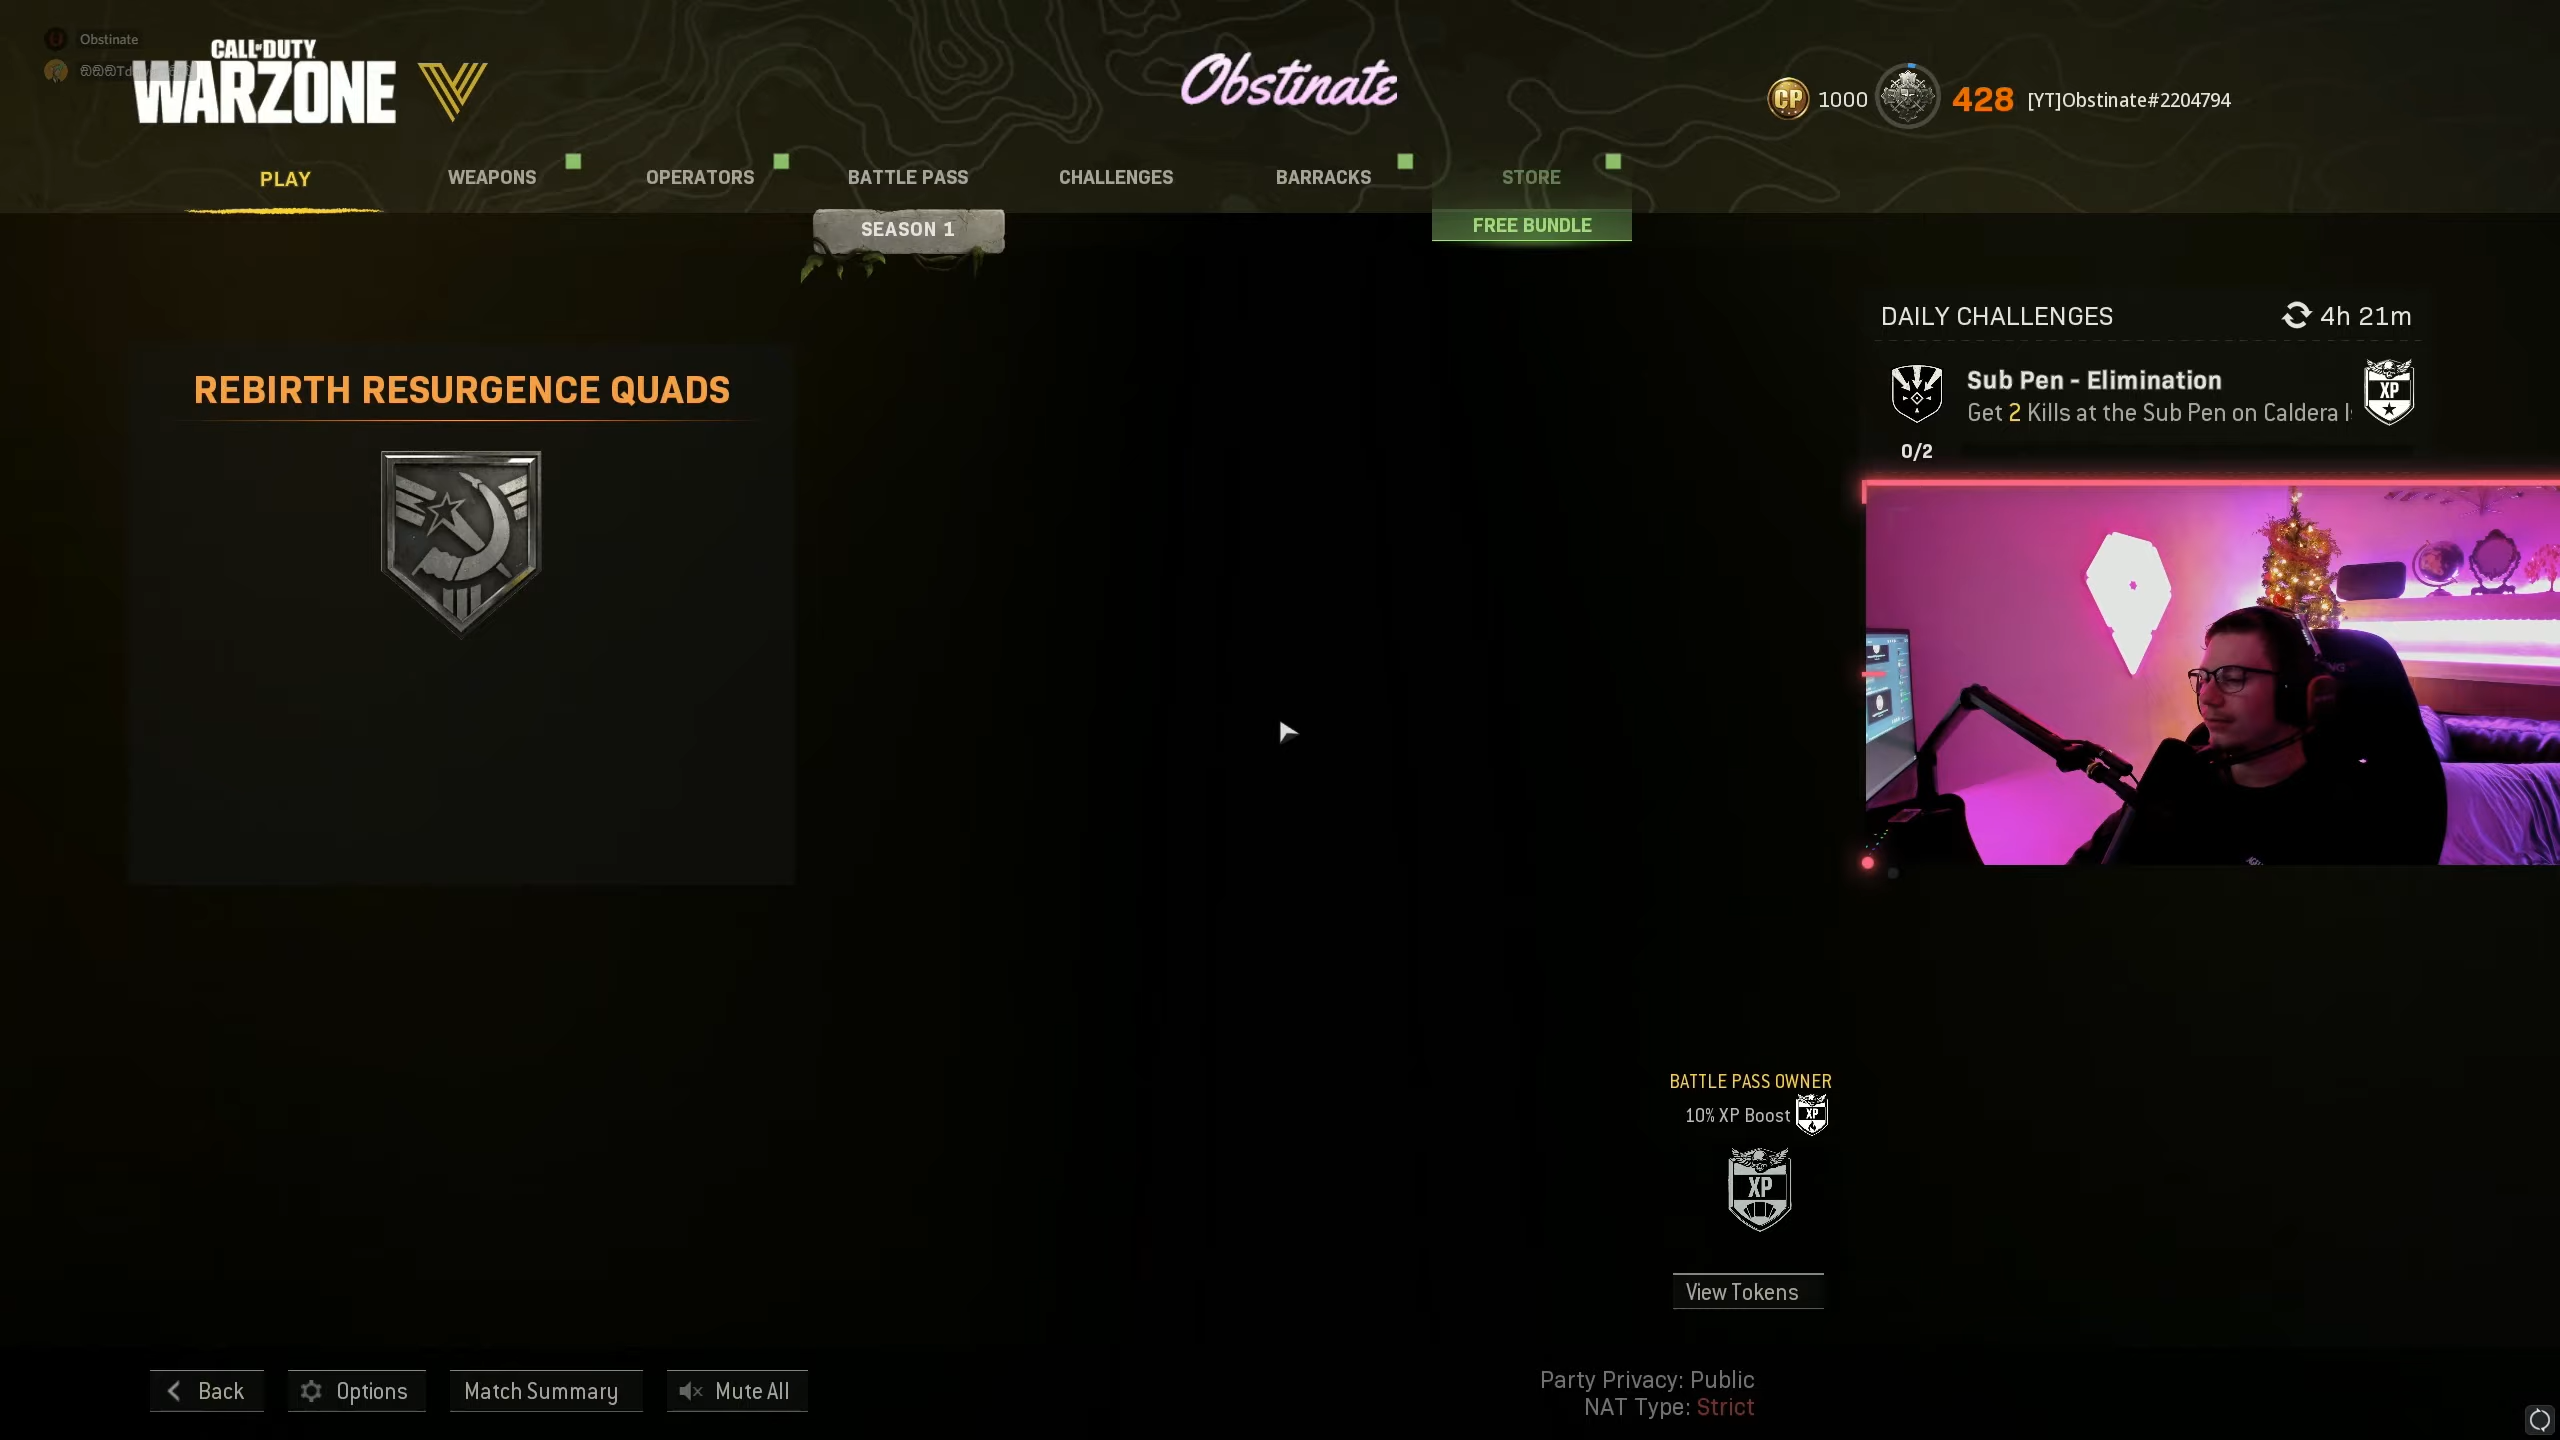 Obstinate
CALL OF DUTY
WARZONE
Obstinate
CP 1000
428 [YT]Obstinate#2204794
PLAY
WEAPONS
OPERATORS
BATTLE PASS
CHALLENGES
BARRACKS
STORE
SEASON 1
FREE BUNDLE
DAILY CHALLENGES
4h 21m
Sub Pen - Elimination
Get 2 Kills at the Sub Pen on Caldera
XP
0/2
REBIRTH RESURGENCE QUADS
BATTLE PASS OWNER
10% XP Boost
XP
XP
View Tokens
Back
Options
Match Summary
Mute All
Party Privacy: Public
NAT Type: Strict